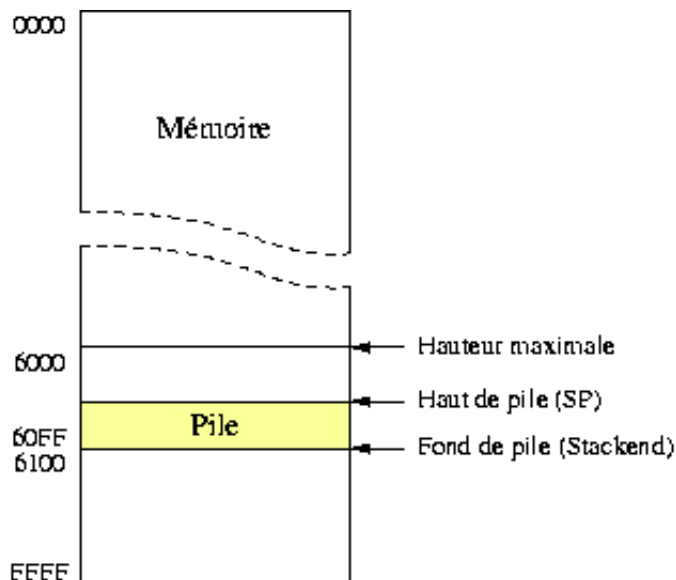 0000
Mémoire
Hauteur maximale
6000
Haut de pile (SP)
Pile
60FF
Fond de pile (Stackend)
6100
FFFF